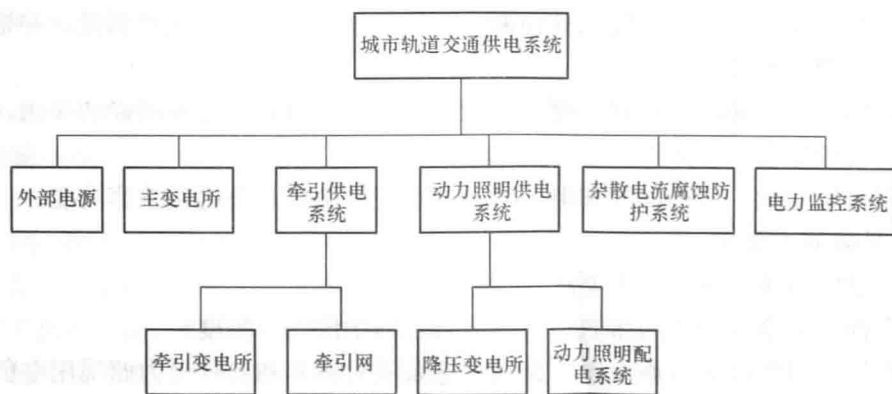 城市轨道交通供电系统
外部电源
主变电所
牵引供电
系统
动力照明供电
系统
杂散电流腐蚀防
护系统
电力监控系统
牵引变电所
牵引网
降压变电所
动力照明配
电系统